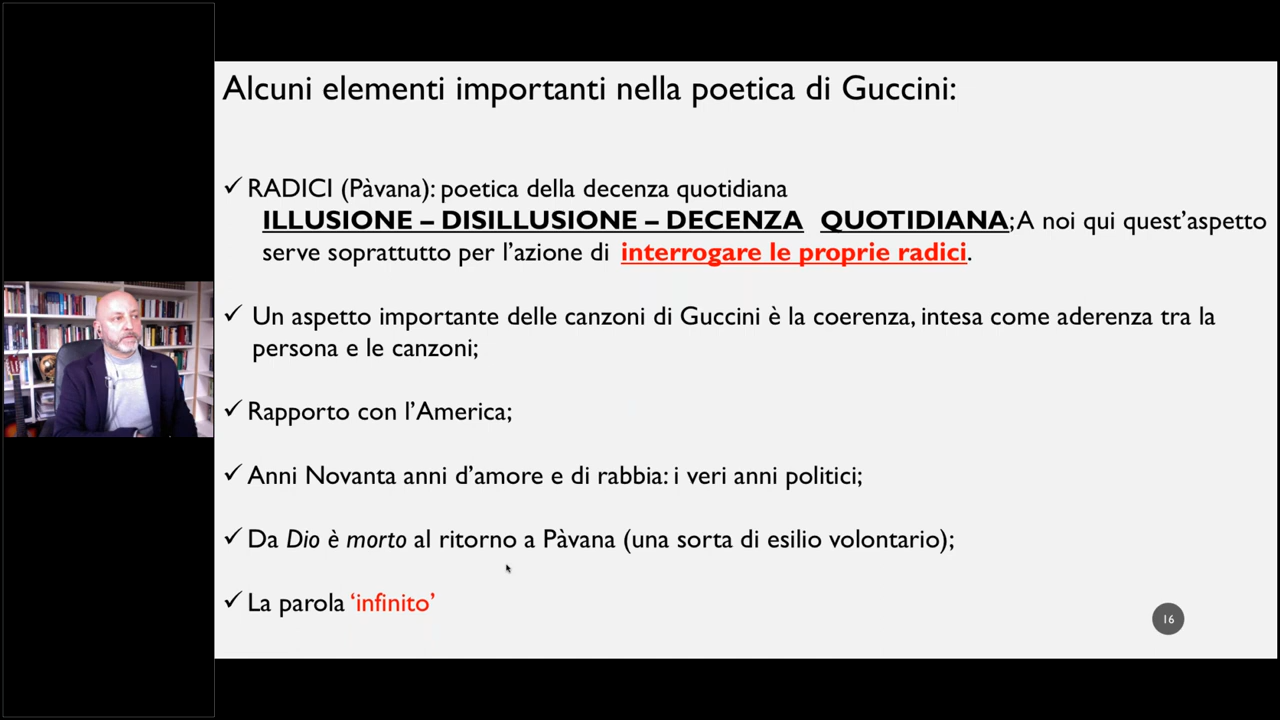 Alcuni elementi importanti nella poetica di Guccini:
✓ RADICI (Pàvana): poetica della decenza quotidiana
ILLUSIONE – DISILLUSIONE – DECENZA QUOTIDIANA; A noi qui quest'aspetto
serve soprattutto per l'azione di interrogare le proprie radici.
✓ Un aspetto importante delle canzoni di Guccini è la coerenza, intesa come aderenza tra la
persona e le canzoni;
✓ Rapporto con l'America;
✓ Anni Novanta anni d'amore e di rabbia: i veri anni politici;
✓ Da Dio è morto al ritorno a Pàvana (una sorta di esilio volontario);
✓ La parola 'infinito'
16